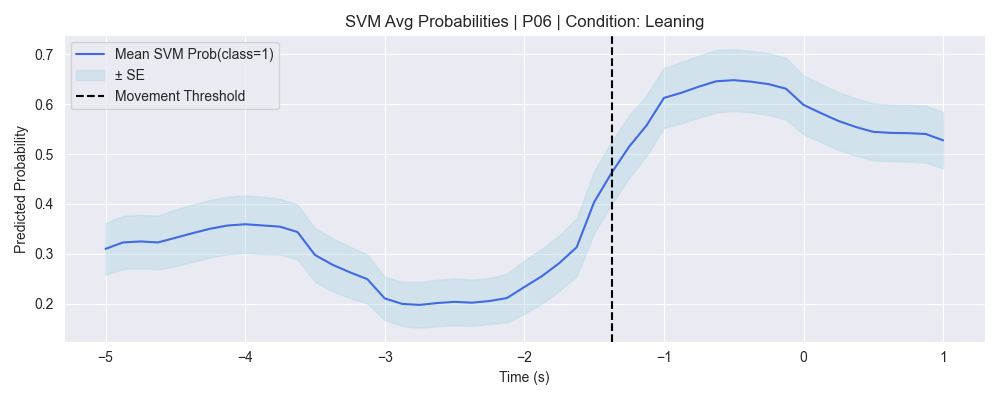 SVM Avg Probabilities | P06 | Condition: Leaning
Mean SVM Prob(class=1)
± SE
Movement Threshold
Predicted Probability
0.7
0.6
0.5
0.4
0.3
0.2
−5
−4
−3
−2
−1
0
1
Time (s)